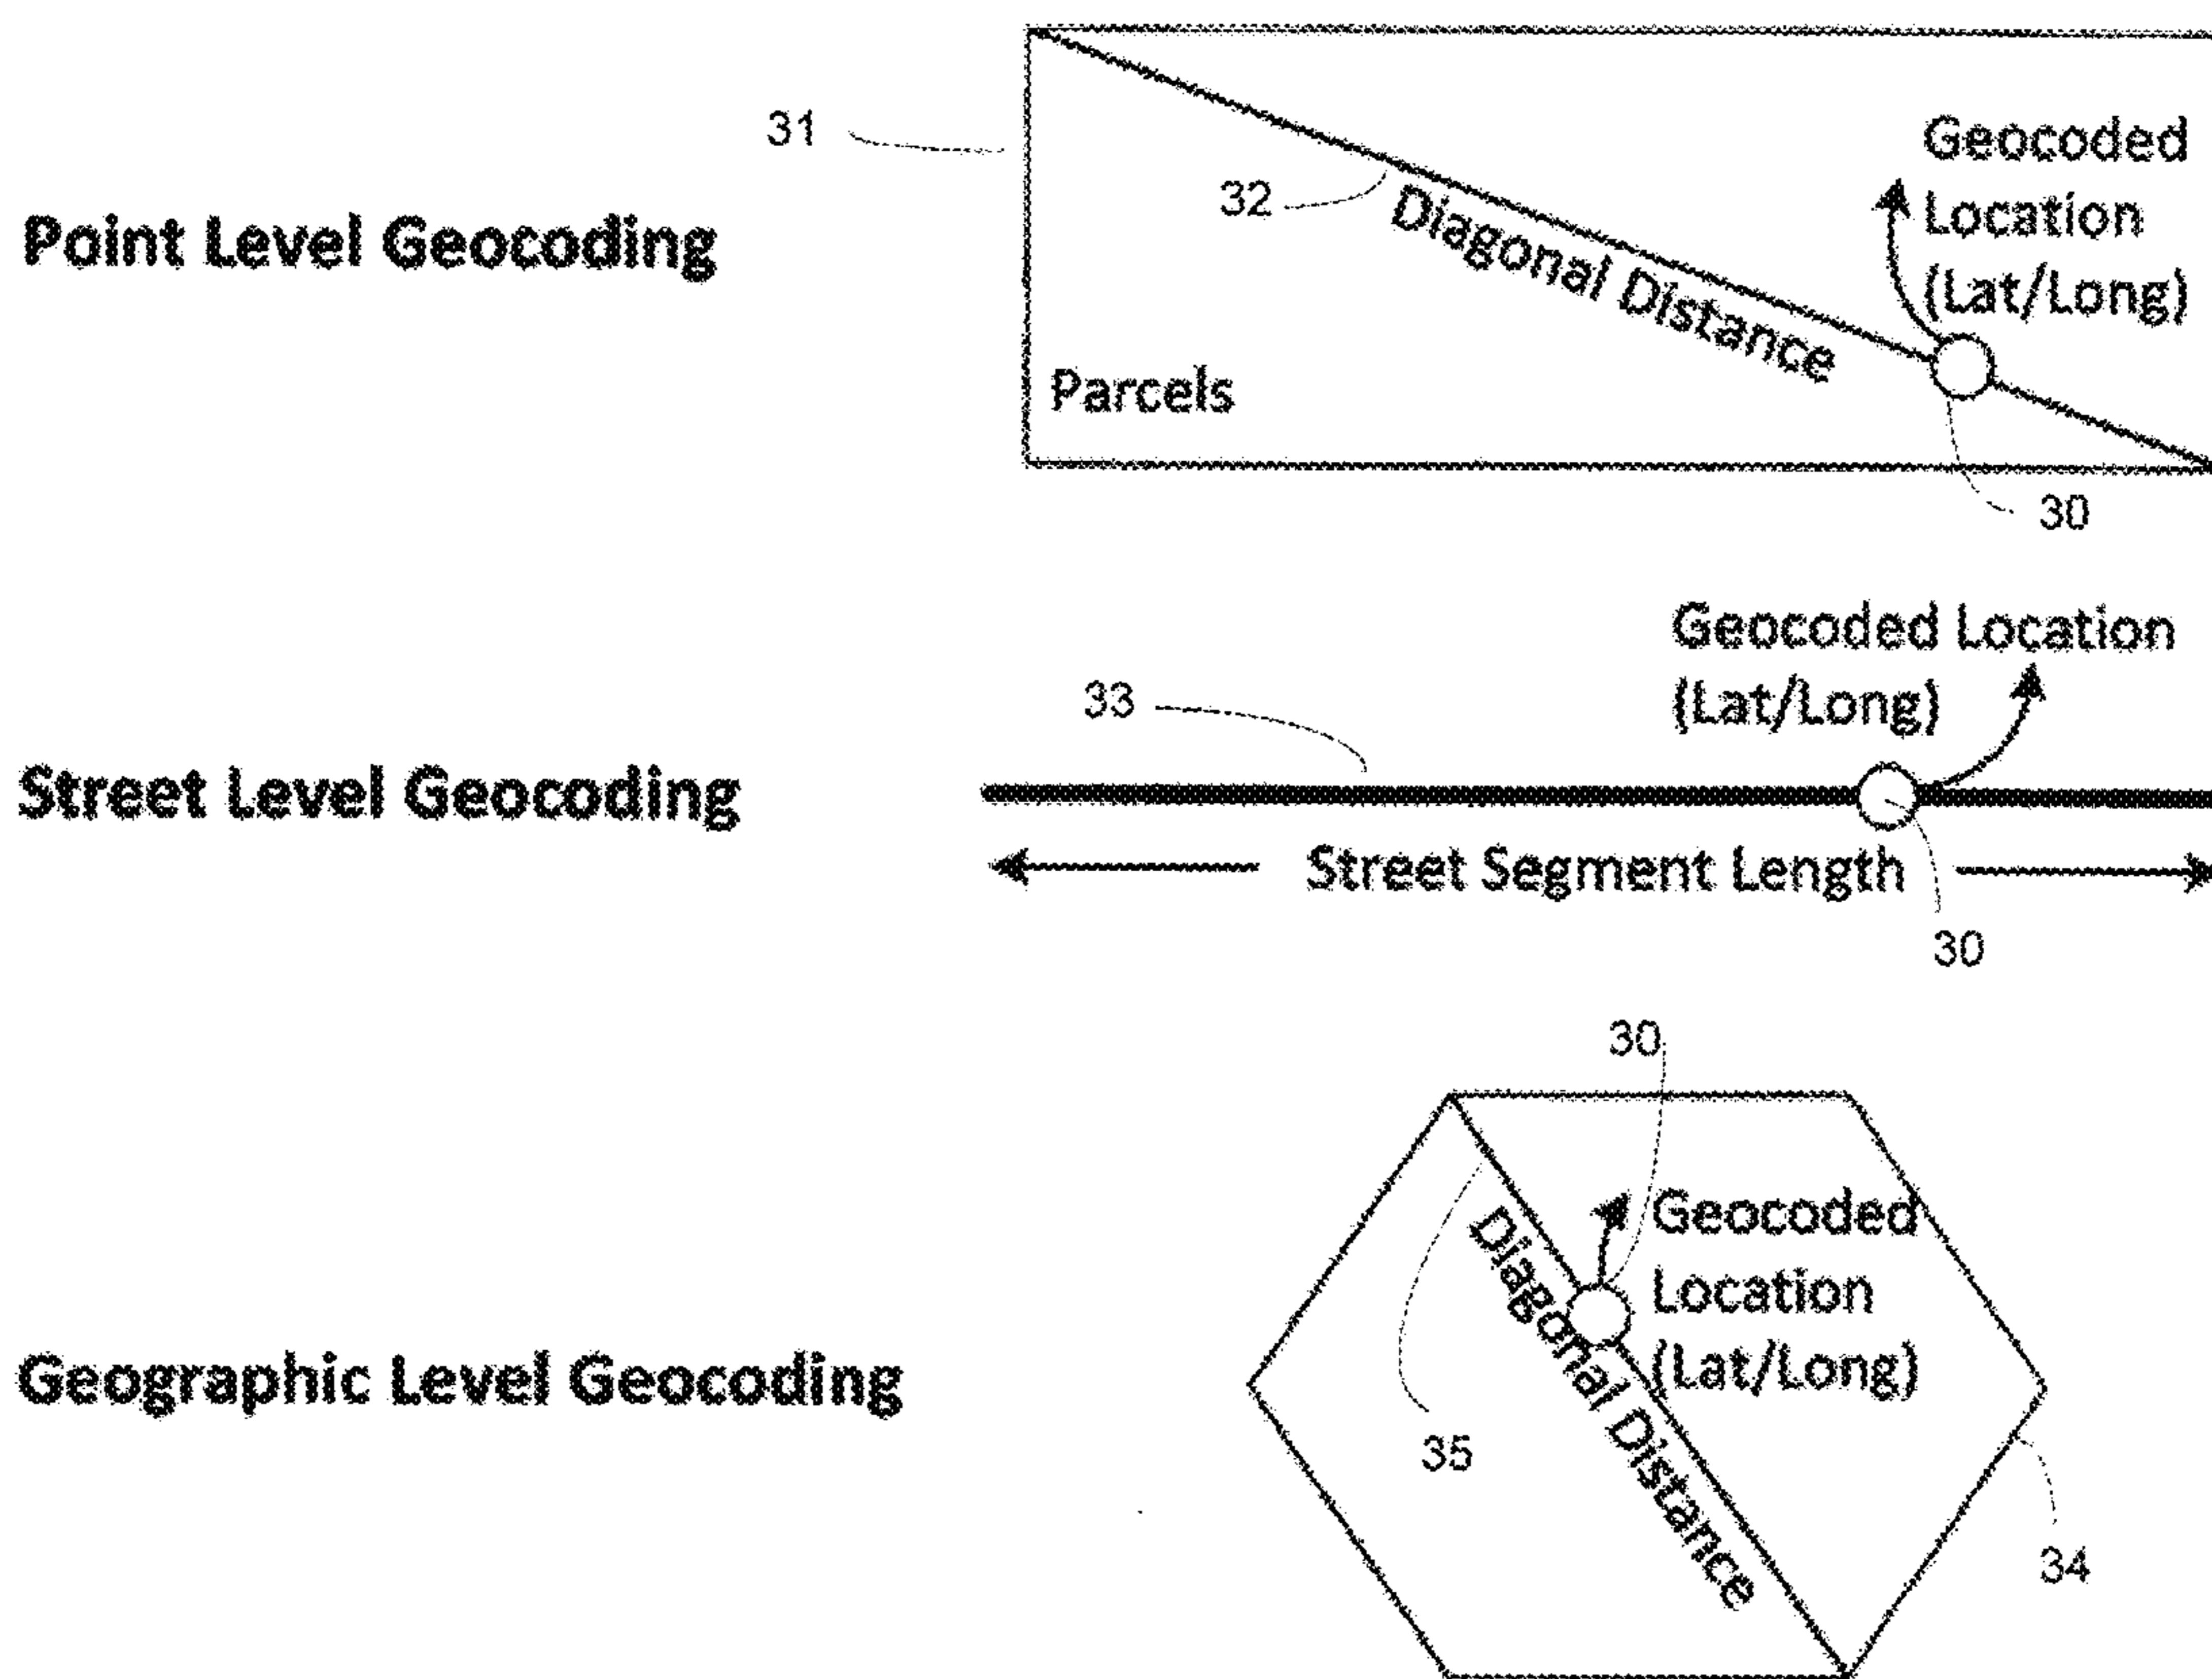 31
32
Geocoded
Location
(Lat/Long)
Point Level Geocoding
Diagonal Distance
Parcels
30
Geocoded Location
(Lat/Long)
33
Street Level Geocoding
Street Segment Length
30
30
Geocoded
Location
(Lat/Long)
Geographic Level Geocoding
Diagonal Distance
35
34